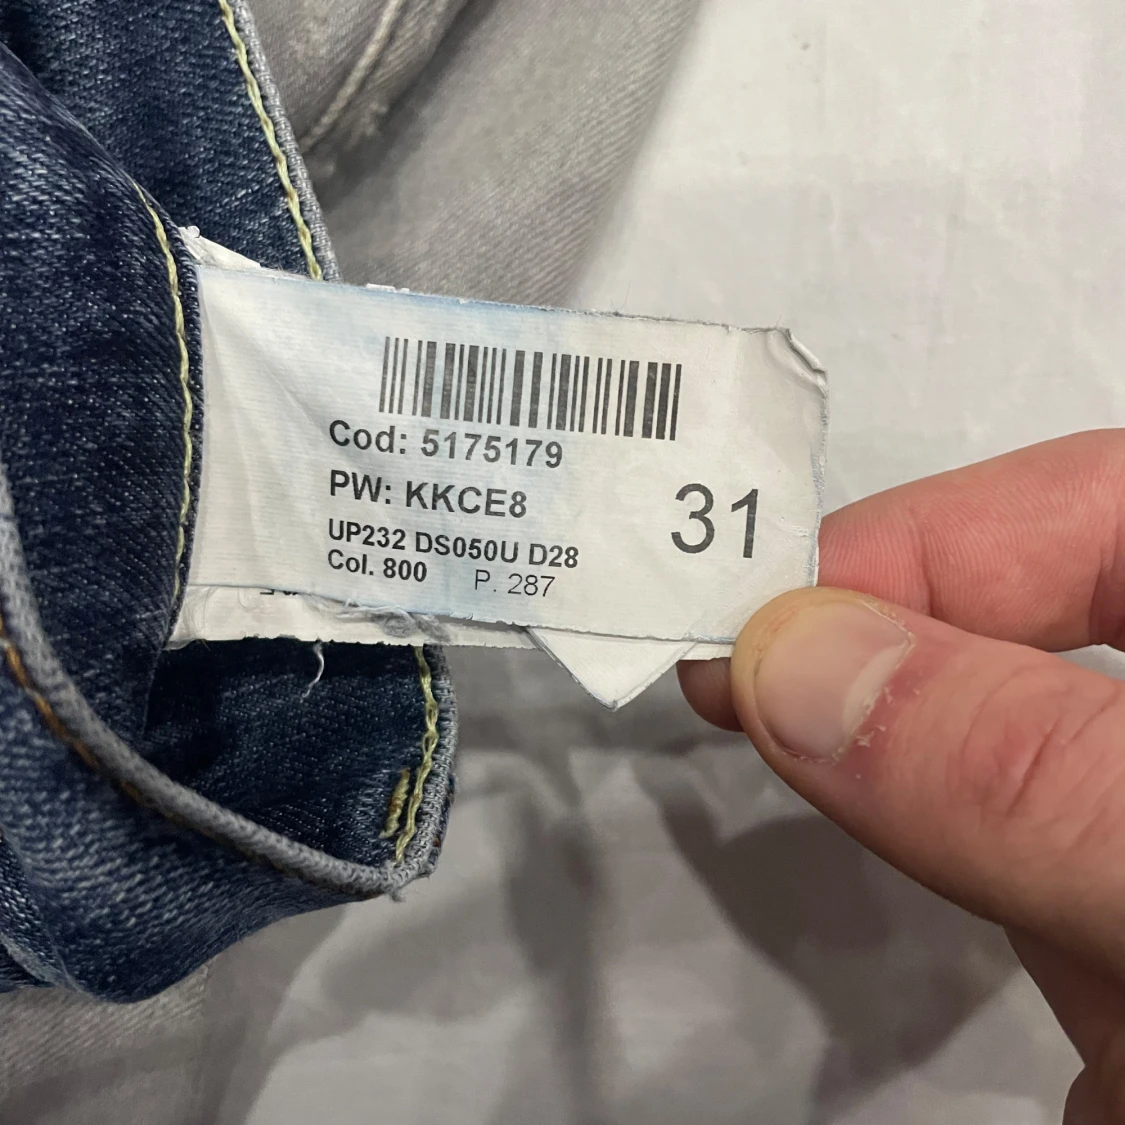 Cod: 5175179
PW: KKCE8
31
UP232 DS050U D28
Col. 800 P. 287